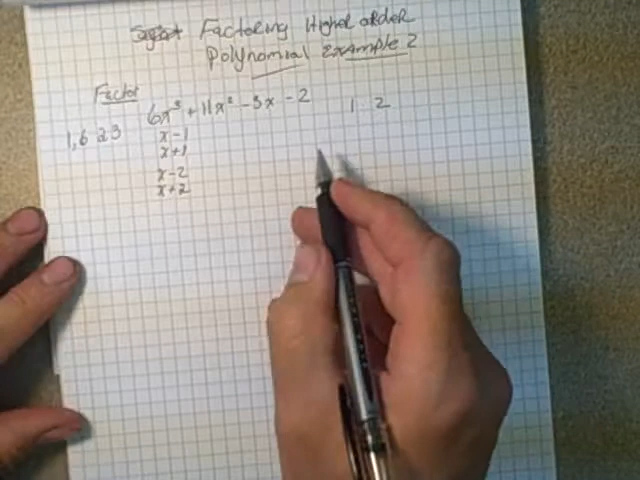 Factoring Higher order
Polynomial Example 2
Factor
6x³ + 11x² - 3x - 2 1 2
1,6 2 3 x - 1
x + 1
x - 2
x + 2